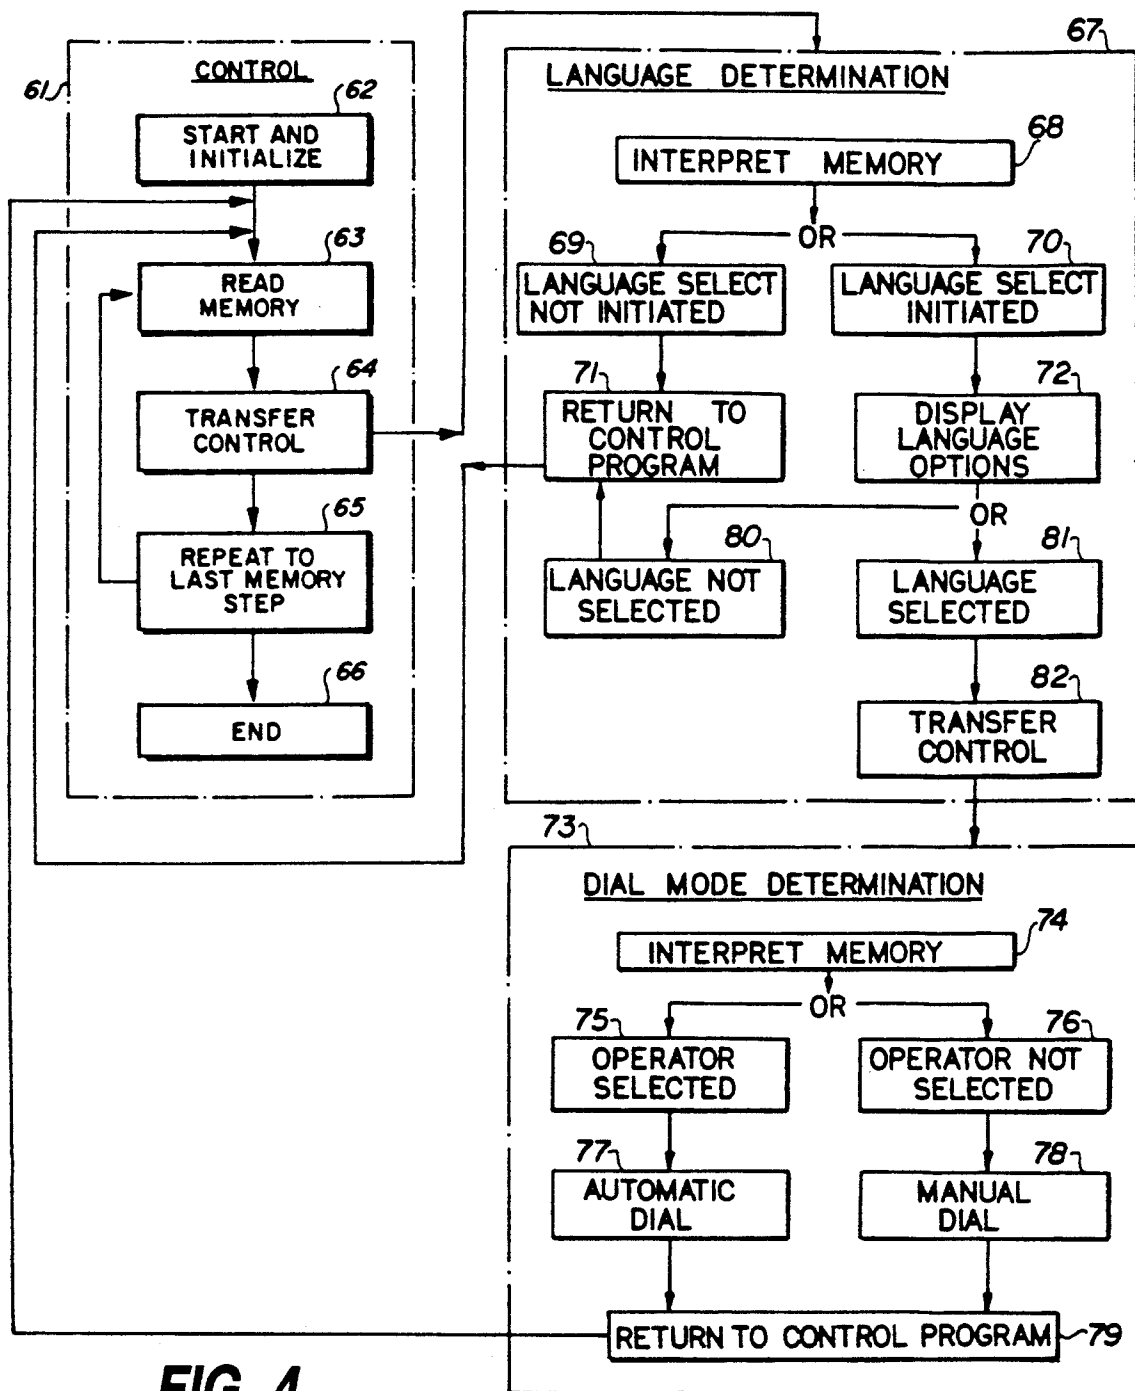 61
CONTROL
62
START AND
INITIALIZE
63
READ
MEMORY
64
TRANSFER
CONTROL
65
REPEAT TO
LAST MEMORY
STEP
66
END
67
LANGUAGE DETERMINATION
68
INTERPRET MEMORY
OR
69
LANGUAGE SELECT
NOT INITIATED
70
LANGUAGE SELECT
INITIATED
71
RETURN TO
CONTROL
PROGRAM
72
DISPLAY
LANGUAGE
OPTIONS
OR
80
LANGUAGE NOT
SELECTED
81
LANGUAGE
SELECTED
82
TRANSFER
CONTROL
73
DIAL MODE DETERMINATION
74
INTERPRET MEMORY
OR
75
OPERATOR
SELECTED
76
OPERATOR NOT
SELECTED
77
AUTOMATIC
DIAL
78
MANUAL
DIAL
RETURN TO CONTROL PROGRAM
79
FIG. 4